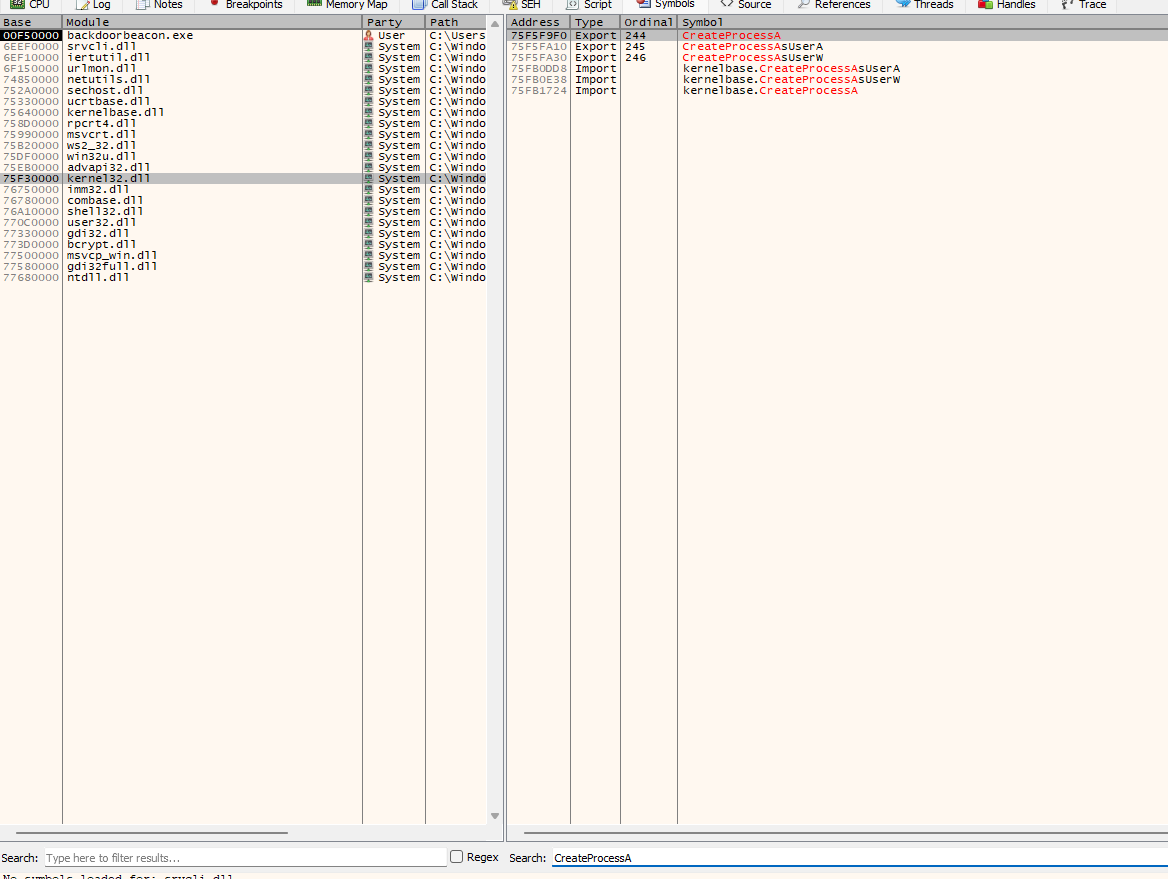 CPU Log Notes Breakpoints Memory Map Call Stack SEH Script Symbols Source References Threads Handles Trace
Base Module Party Path
00F50000 backdoorbeacon.exe User C:\Users
6EEF0000 srvcli.dll System C:\Windo
6EF10000 iertutil.dll System C:\Windo
6F150000 urlmon.dll System C:\Windo
74850000 netutils.dll System C:\Windo
752A0000 sechost.dll System C:\Windo
75330000 ucrtbase.dll System C:\Windo
75640000 kernelbase.dll System C:\Windo
758D0000 rpcrt4.dll System C:\Windo
75990000 msvcrt.dll System C:\Windo
75B20000 ws2_32.dll System C:\Windo
75DF0000 win32u.dll System C:\Windo
75EB0000 advapi32.dll System C:\Windo
75F30000 kernel32.dll System C:\Windo
76750000 imm32.dll System C:\Windo
76780000 combase.dll System C:\Windo
76A10000 shell32.dll System C:\Windo
770C0000 user32.dll System C:\Windo
77330000 gdi32.dll System C:\Windo
773D0000 bcrypt.dll System C:\Windo
77500000 msvcp_win.dll System C:\Windo
77580000 gdi32full.dll System C:\Windo
77680000 ntdll.dll System C:\Windo
Address Type Ordinal Symbol
75F5F9F0 Export 244 CreateProcessA
75F5FA10 Export 245 CreateProcessAsUserA
75F5FA30 Export 246 CreateProcessAsUserW
75FB0DD8 Import kernelbase.CreateProcessAsUserA
75FB0E38 Import kernelbase.CreateProcessAsUserW
75FB1724 Import kernelbase.CreateProcessA
Search: Type here to filter results... Regex
Search: CreateProcessA
No symbols loaded for: srvcli.dll